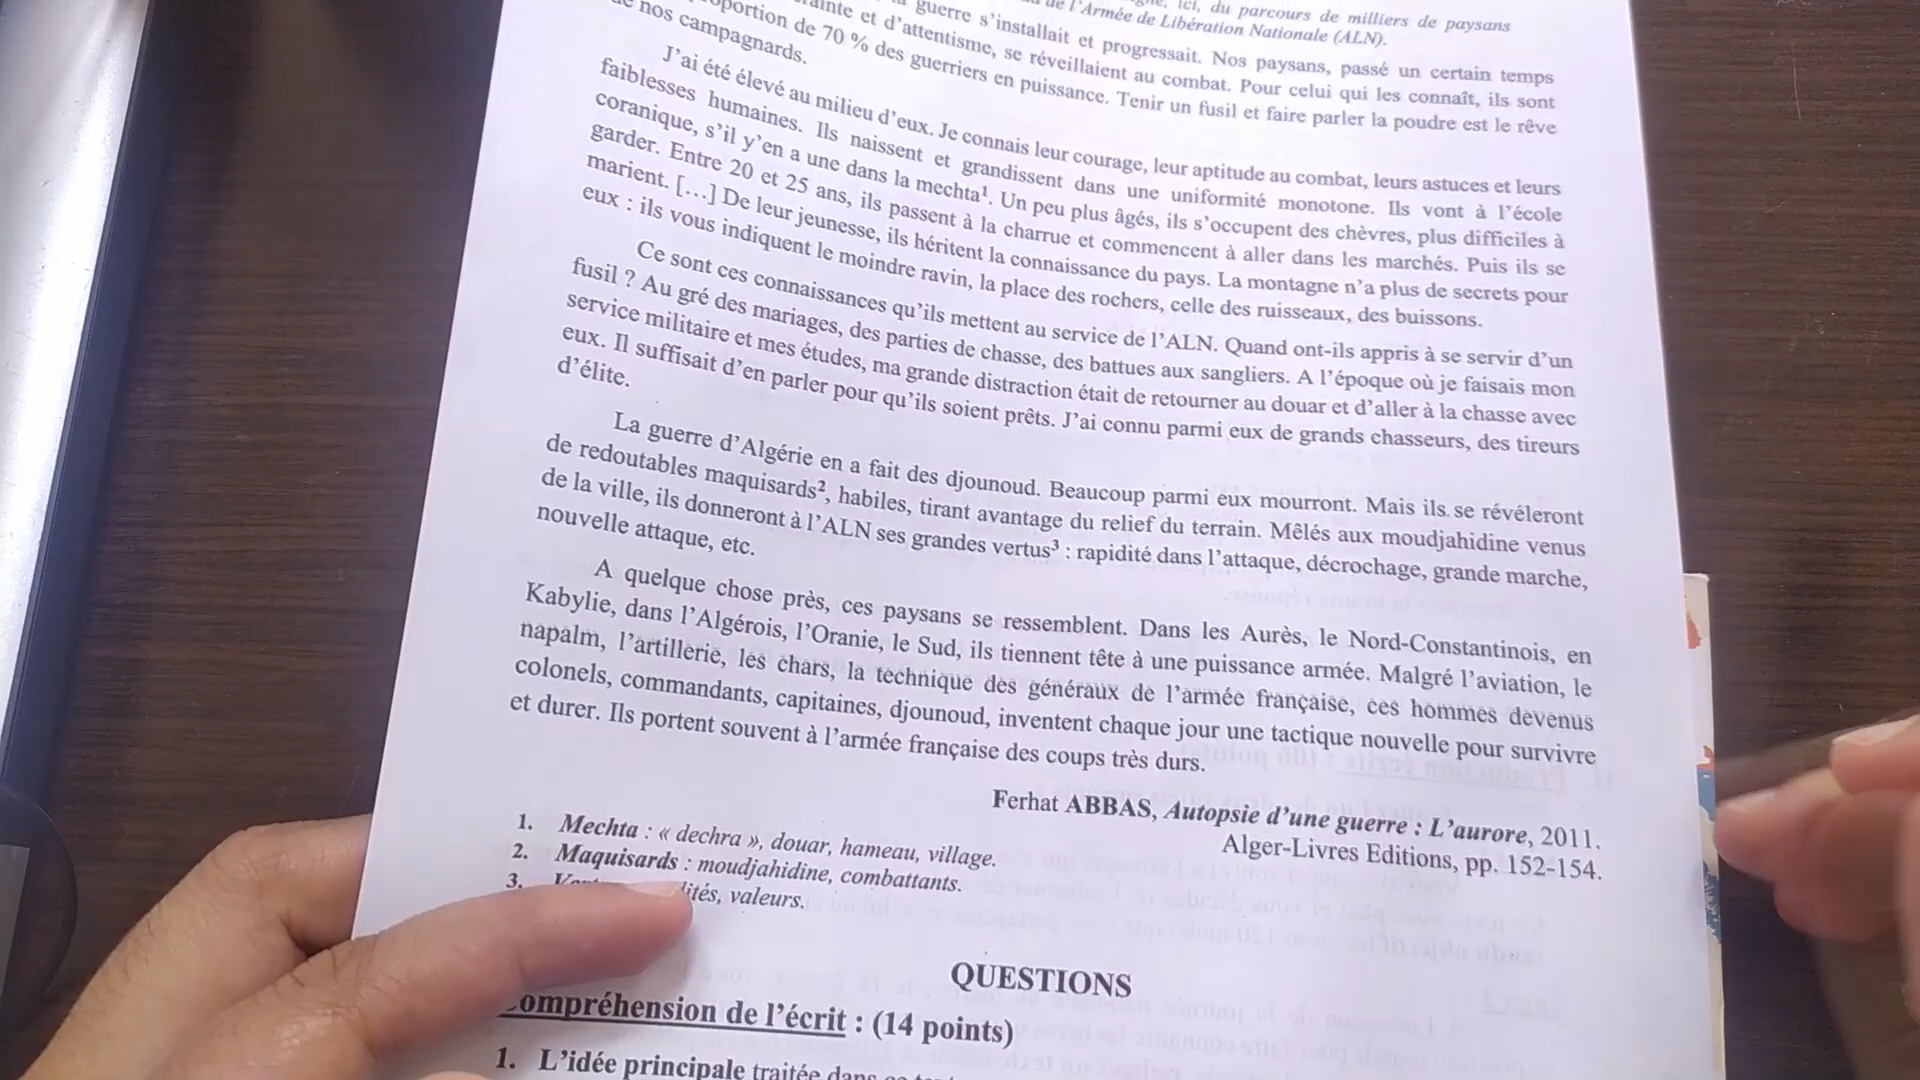 ici, du parcours de milliers de paysans
de l'Armée de Libération Nationale (ALN).
guerre s'installait et progressait. Nos paysans, passé un certain temps
et d'attentisme, se réveillaient au combat. Pour celui qui les connaît, ils sont
de 70 % des guerriers en puissance. Tenir un fusil et faire parler la poudre est le rêve
de nos campagnards.
J'ai été élevé au milieu d'eux. Je connais leur courage, leur aptitude au combat, leurs astuces et leurs
faiblesses humaines. Ils naissent et grandissent dans une uniformité monotone. Ils vont à l'école
coranique, s'il y'en a une dans la mechta¹. Un peu plus âgés, ils s'occupent des chèvres, plus difficiles à
garder. Entre 20 et 25 ans, ils passent à la charrue et commencent à aller dans les marchés. Puis ils se
marient. [...] De leur jeunesse, ils héritent la connaissance du pays. La montagne n'a plus de secrets pour
eux : ils vous indiquent le moindre ravin, la place des rochers, celle des ruisseaux, des buissons.
Ce sont ces connaissances qu'ils mettent au service de l'ALN. Quand ont-ils appris à se servir d'un
fusil ? Au gré des mariages, des parties de chasse, des battues aux sangliers. A l'époque où je faisais mon
service militaire et mes études, ma grande distraction était de retourner au douar et d'aller à la chasse avec
eux. Il suffisait d'en parler pour qu'ils soient prêts. J'ai connu parmi eux de grands chasseurs, des tireurs
d'élite.
La guerre d'Algérie en a fait des djounoud. Beaucoup parmi eux mourront. Mais ils se révéleront
de redoutables maquisards², habiles, tirant avantage du relief du terrain. Mêlés aux moudjahidine venus
de la ville, ils donneront à l'ALN ses grandes vertus³ : rapidité dans l'attaque, décrochage, grande marche,
nouvelle attaque, etc.
A quelque chose près, ces paysans se ressemblent. Dans les Aurès, le Nord-Constantinois, en
Kabylie, dans l'Algérois, l'Oranie, le Sud, ils tiennent tête à une puissance armée. Malgré l'aviation, le
napalm, l'artillerie, les chars, la technique des généraux de l'armée française, ces hommes devenus
colonels, commandants, capitaines, djounoud, inventent chaque jour une tactique nouvelle pour survivre
et durer. Ils portent souvent à l'armée française des coups très durs.
Ferhat ABBAS, Autopsie d'une guerre : L'aurore, 2011.
Alger-Livres Editions, pp. 152-154.
1. Mechta : « dechra », douar, hameau, village.
2. Maquisards : moudjahidine, combattants.
3. valeurs.
QUESTIONS
ompréhension de l'écrit : (14 points)
1. L'idée principale traitée dans